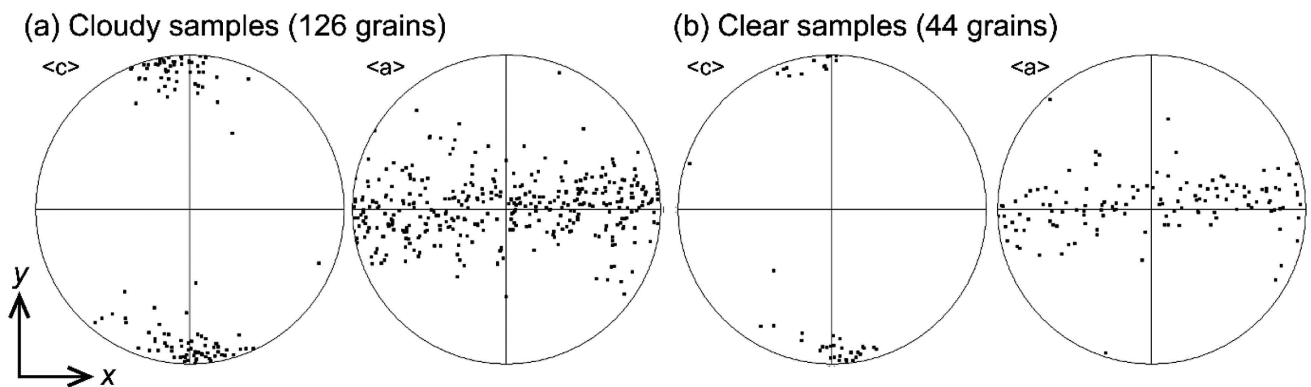 (a) Cloudy samples (126 grains)
(b) Clear samples (44 grains)
<c>
<a>
<c>
<a>
y
x